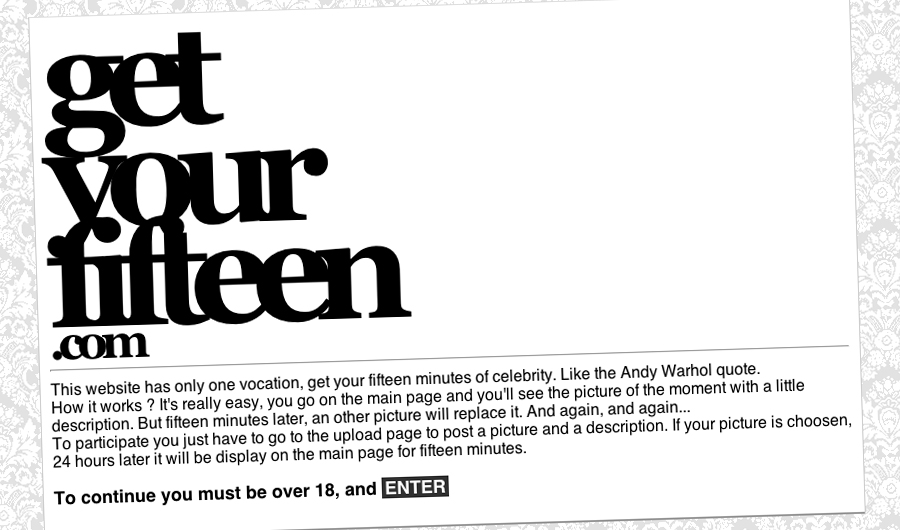 get
your
fifteen
.com
This website has only one vocation, get your fifteen minutes of celebrity. Like the Andy Warhol quote.
How it works ? It's really easy, you go on the main page and you'll see the picture of the moment with a little
description. But fifteen minutes later, an other picture will replace it. And again, and again...
To participate you just have to go to the upload page to post a picture and a description. If your picture is choosen,
24 hours later it will be display on the main page for fifteen minutes.
To continue you must be over 18, and ENTER